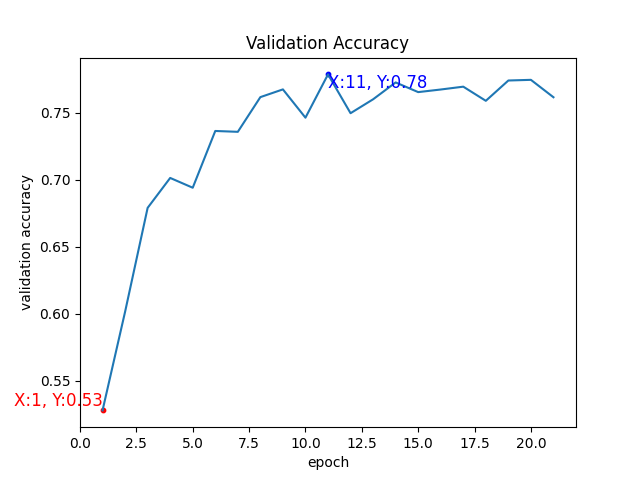 Validation Accuracy
X:11, Y:0.78
0.75
0.70
0.65
0.60
0.55
validation accuracy
X:1, Y:0.53
0.0 2.5 5.0 7.5 10.0 12.5 15.0 17.5 20.0
epoch